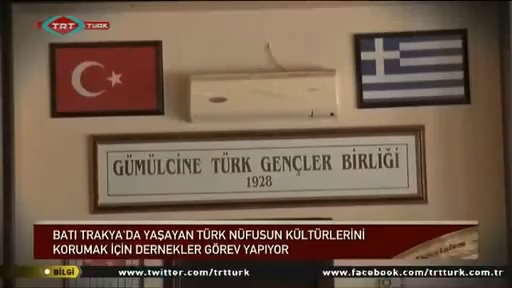 TRT TÜRK
GÜMÜLCİNE TÜRK GENÇLER BİRLİĞİ
1928
BATI TRAKYA'DA YAŞAYAN TÜRK NÜFUSUN KÜLTÜRLERİNİ
KORUMAK İÇİN DERNEKLER GÖREV YAPIYOR
BİLGİ www.twitter.com/trtturk www.facebook.com/trtturk.com.tr